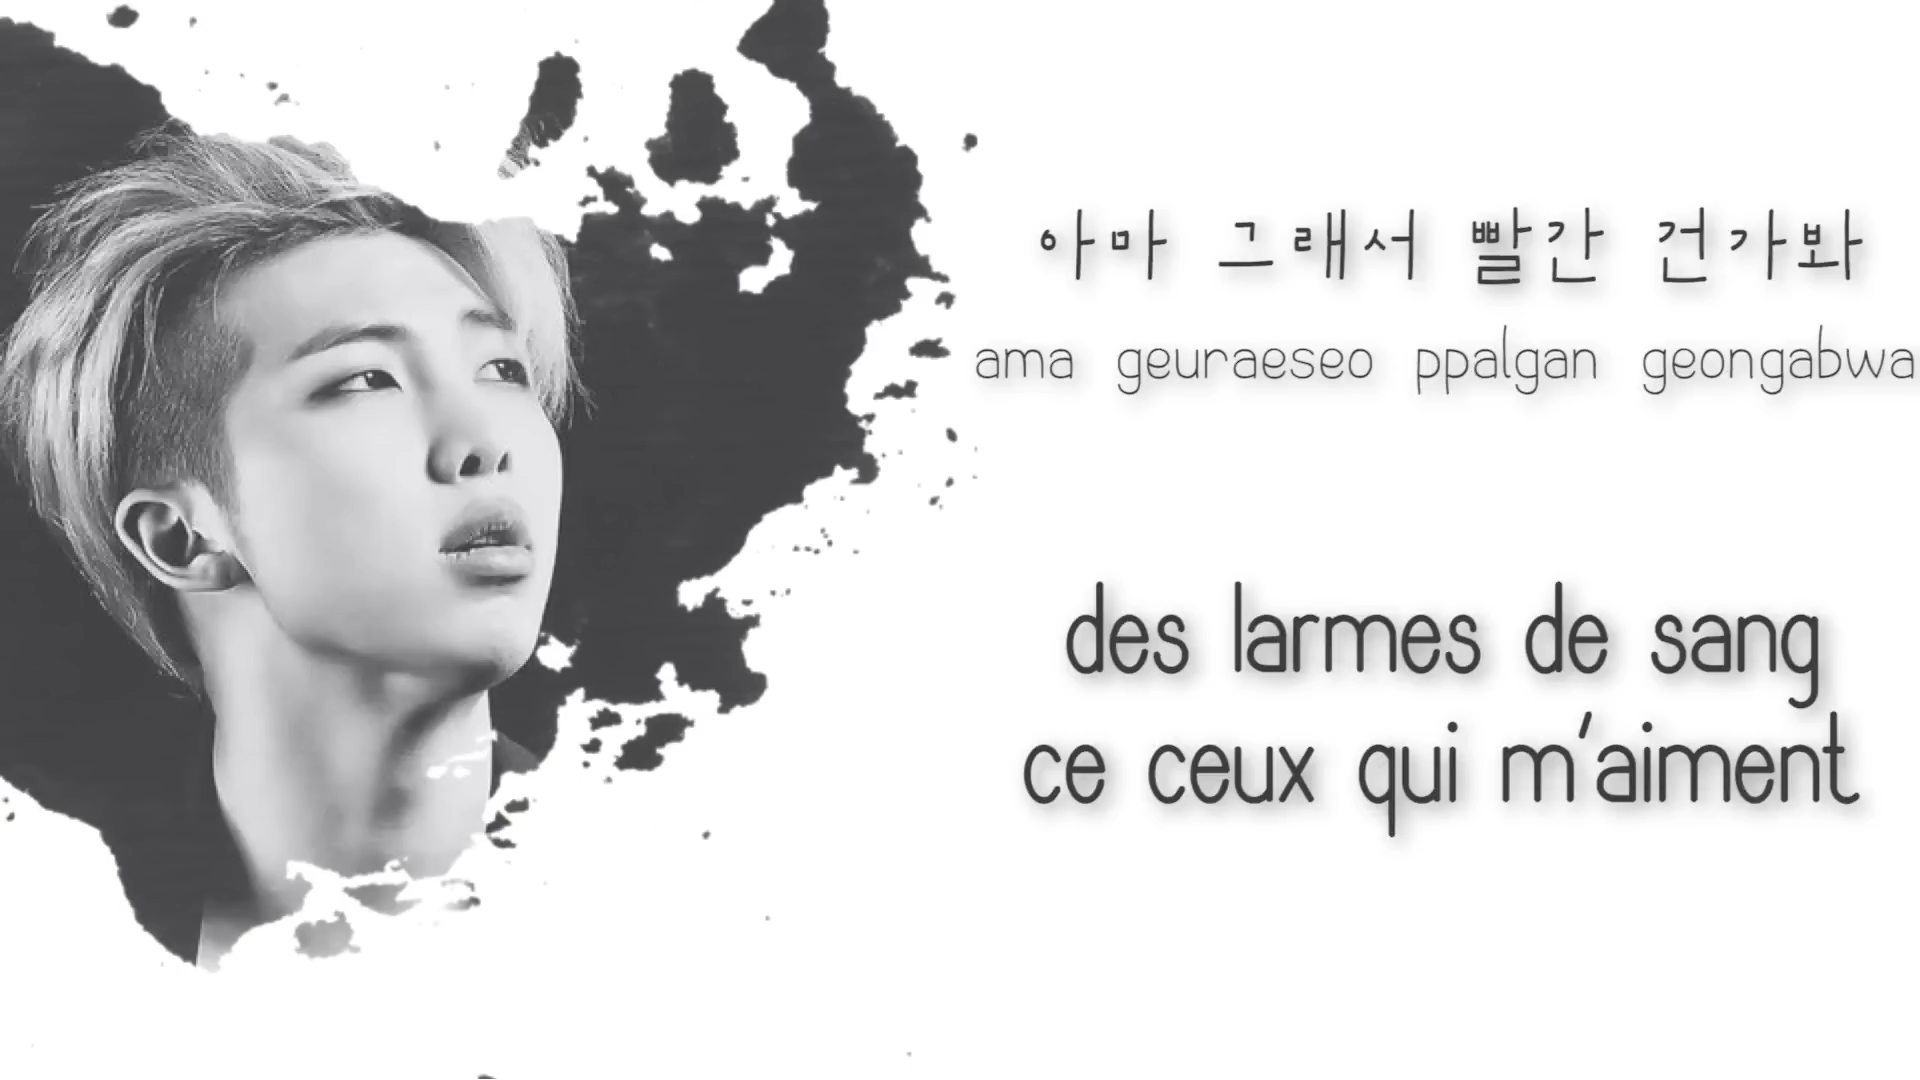 아마 그래서 빨간 건가봐
ama geuraeseo ppalgan geongabwa
des larmes de sang
ce ceux qui m'aiment